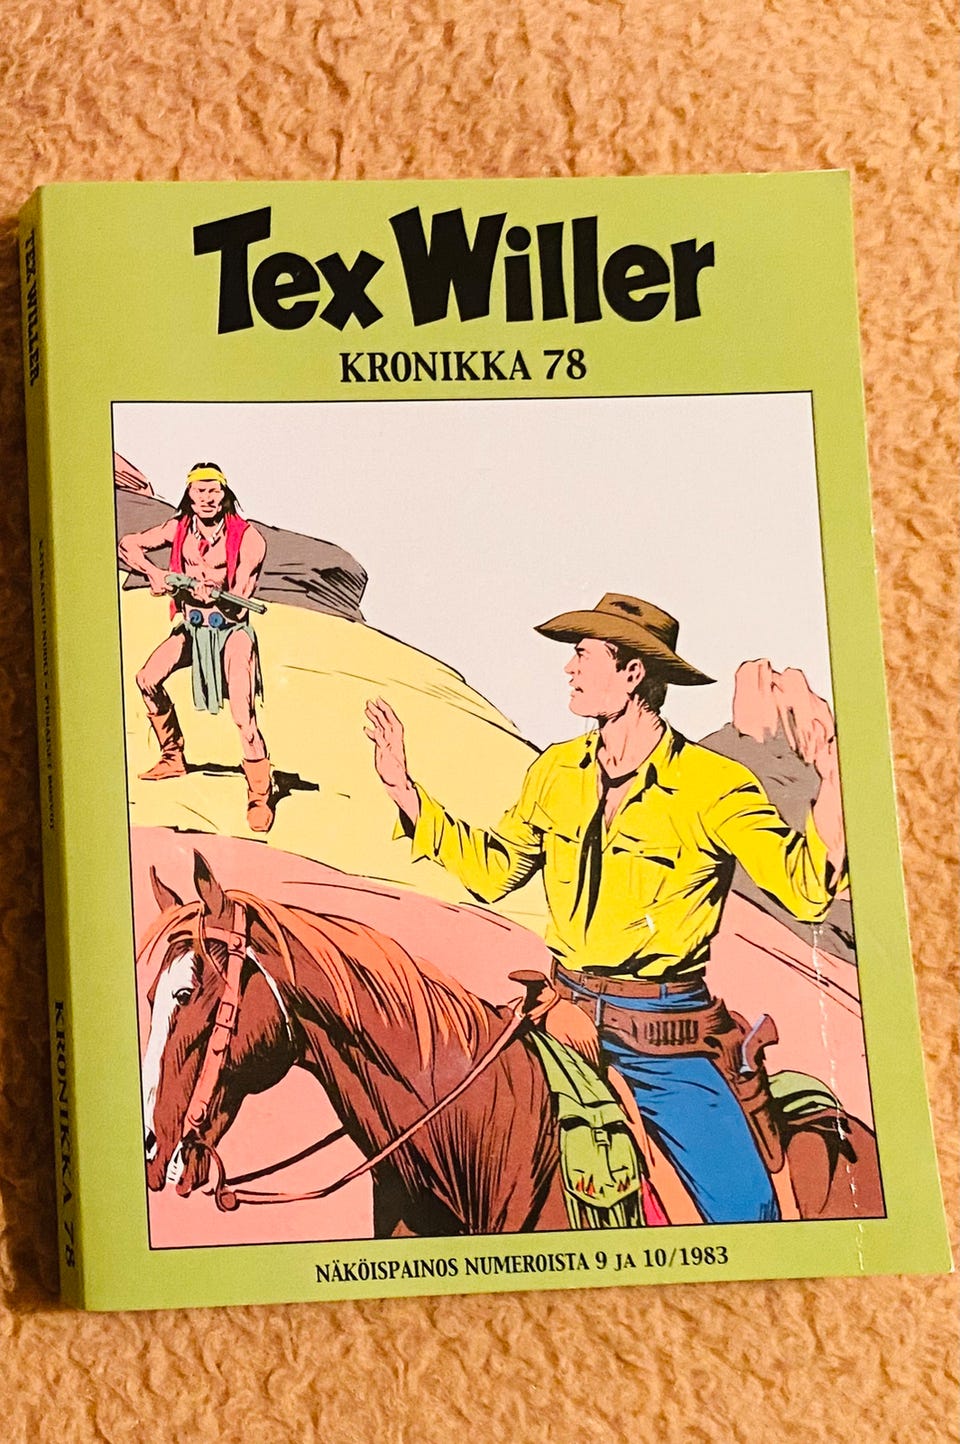 Tex Willer
KRONIKKA 78
NÄKÖISPAINOS NUMEROISTA 9 JA 10/1983
TEX WILLER
KRONIKKA 78